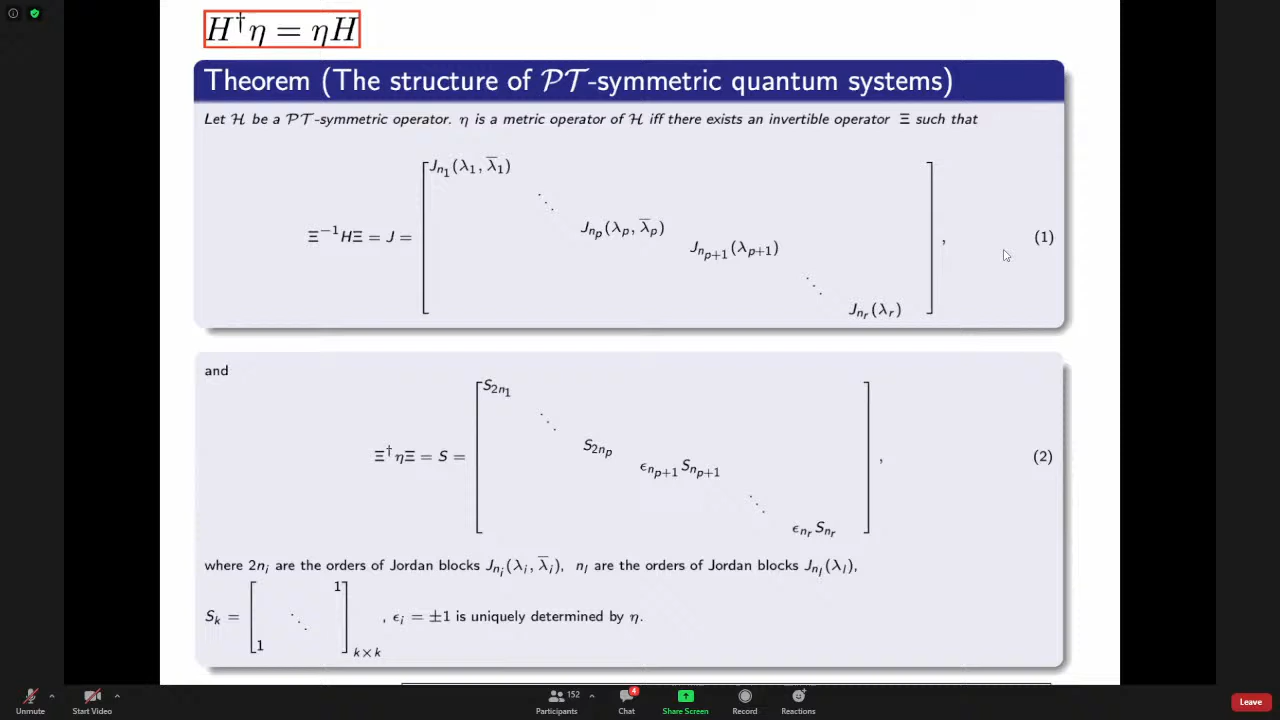 H†η = ηH
Theorem (The structure of 𝒫𝒯-symmetric quantum systems)
Let ℋ be a 𝒫𝒯-symmetric operator. η is a metric operator of ℋ iff there exists an invertible operator Ξ such that
J_{n_1}(λ_1, λ̅_1)
⋱
J_{n_p}(λ_p, λ̅_p)
Ξ^{−1}HΞ = J = , (1)
J_{n_{p+1}}(λ_{p+1})
⋱
J_{n_r}(λ_r)
and
S_{2n_1}
⋱
S_{2n_p}
Ξ†ηΞ = S = , (2)
ϵ_{n_{p+1}} S_{n_{p+1}}
⋱
ϵ_{n_r} S_{n_r}
where 2n_i are the orders of Jordan blocks J_{n_i}(λ_i, λ̅_i), n_l are the orders of Jordan blocks J_{n_l}(λ_l),
1
S_k = ⋱ , ϵ_i = ±1 is uniquely determined by η.
1
k×k
152
4
Unmute
Start Video
Participants
Chat
Share Screen
Record
Reactions
Leave